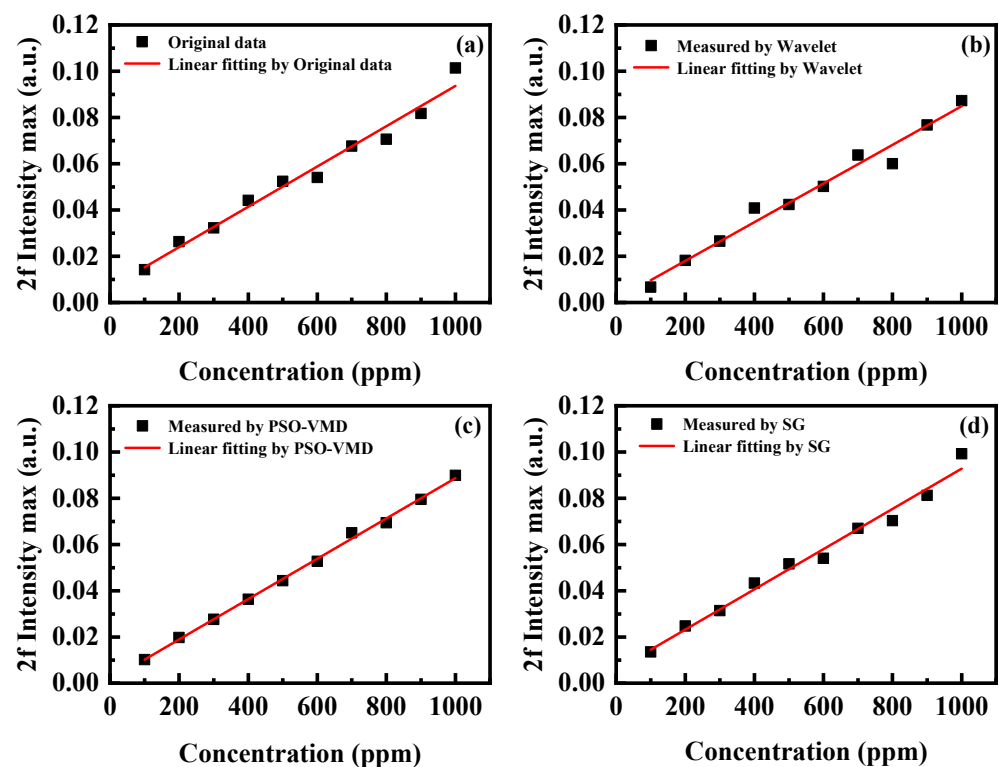 0.12
0.10
0.08
0.06
0.04
0.02
0.00
2f Intensity max (a.u.)
Original data
Linear fitting by Original data
(a)
0
200
400
600
800
1000
Concentration (ppm)
0.12
0.10
0.08
0.06
0.04
0.02
0.00
2f Intensity max (a.u.)
Measured by Wavelet
Linear fitting by Wavelet
(b)
0
200
400
600
800
1000
Concentration (ppm)
0.12
0.10
0.08
0.06
0.04
0.02
0.00
2f Intensity max (a.u.)
Measured by PSO-VMD
Linear fitting by PSO-VMD
(c)
0
200
400
600
800
1000
Concentration (ppm)
0.12
0.10
0.08
0.06
0.04
0.02
0.00
2f Intensity max (a.u.)
Measured by SG
Linear fitting by SG
(d)
0
200
400
600
800
1000
Concentration (ppm)